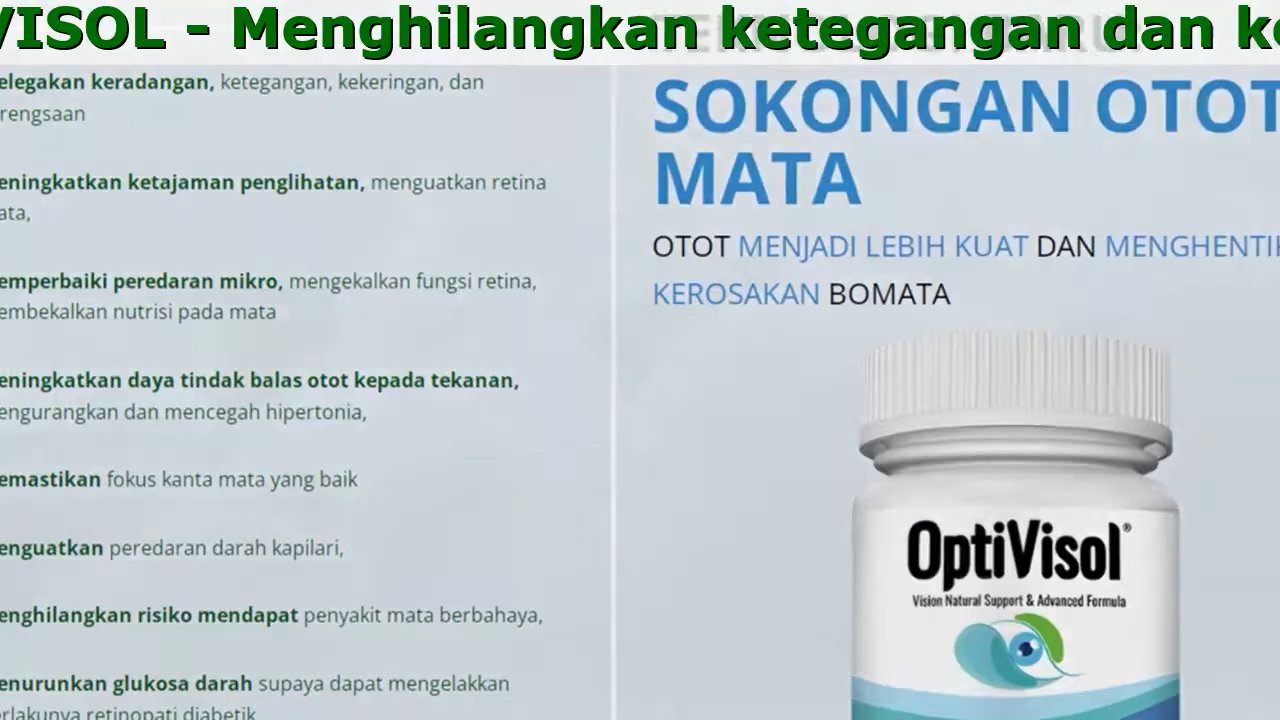 VISOL - Menghilangkan ketegangan dan ke
elegakan keradangan, ketegangan, kekeringan, dan
rengsaan
eningkatkan ketajaman penglihatan, menguatkan retina
ata,
emperbaiki peredaran mikro, mengekalkan fungsi retina,
embekalkan nutrisi pada mata
eningkatkan daya tindak balas otot kepada tekanan,
engurangkan dan mencegah hipertonia,
emastikan fokus kanta mata yang baik
enguatkan peredaran darah kapilari,
enghilangkan risiko mendapat penyakit mata berbahaya,
enurunkan glukosa darah supaya dapat mengelakkan
erlakunya retinopati diabetik
SOKONGAN OTOT
MATA
OTOT MENJADI LEBIH KUAT DAN MENGHENTIK
KEROSAKAN BOMATA
OptiVisol®
Vision Natural Support & Advanced Formula